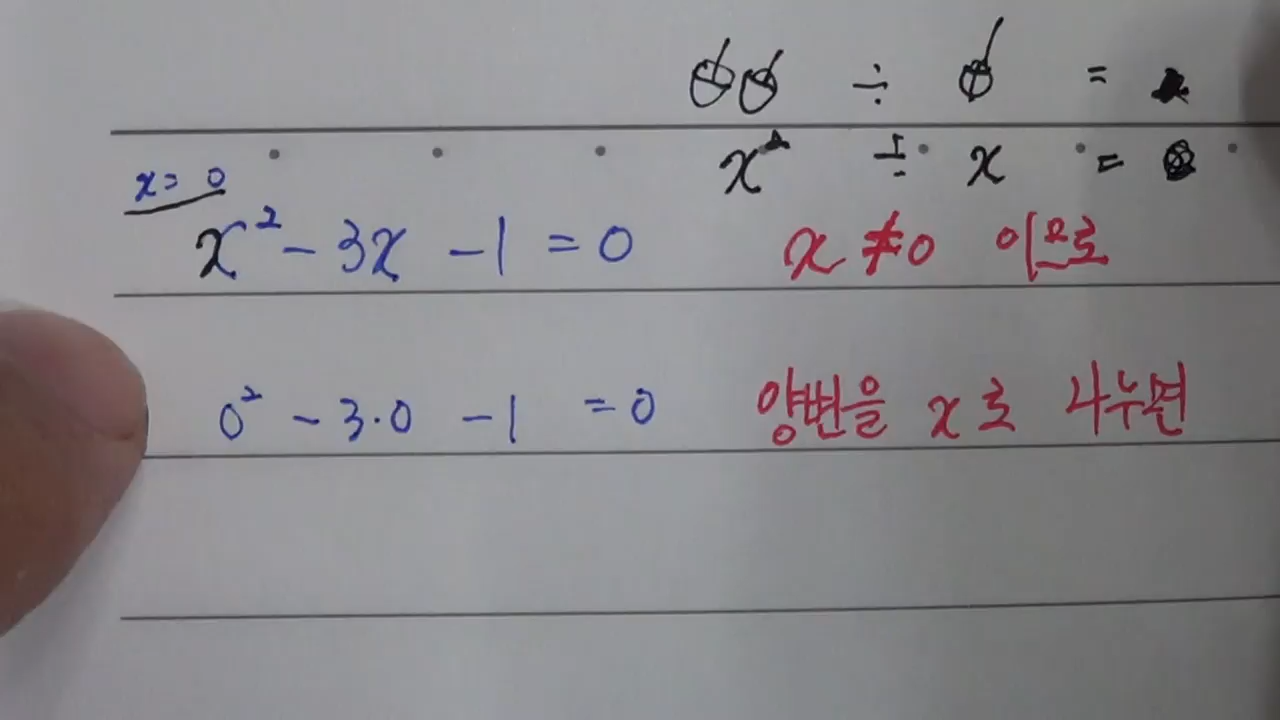 ÷ =
x² ÷ x =
x = 0
x² - 3x - 1 = 0 x ≠ 0 이므로
0² - 3·0 - 1 = 0 양변을 x로 나누면